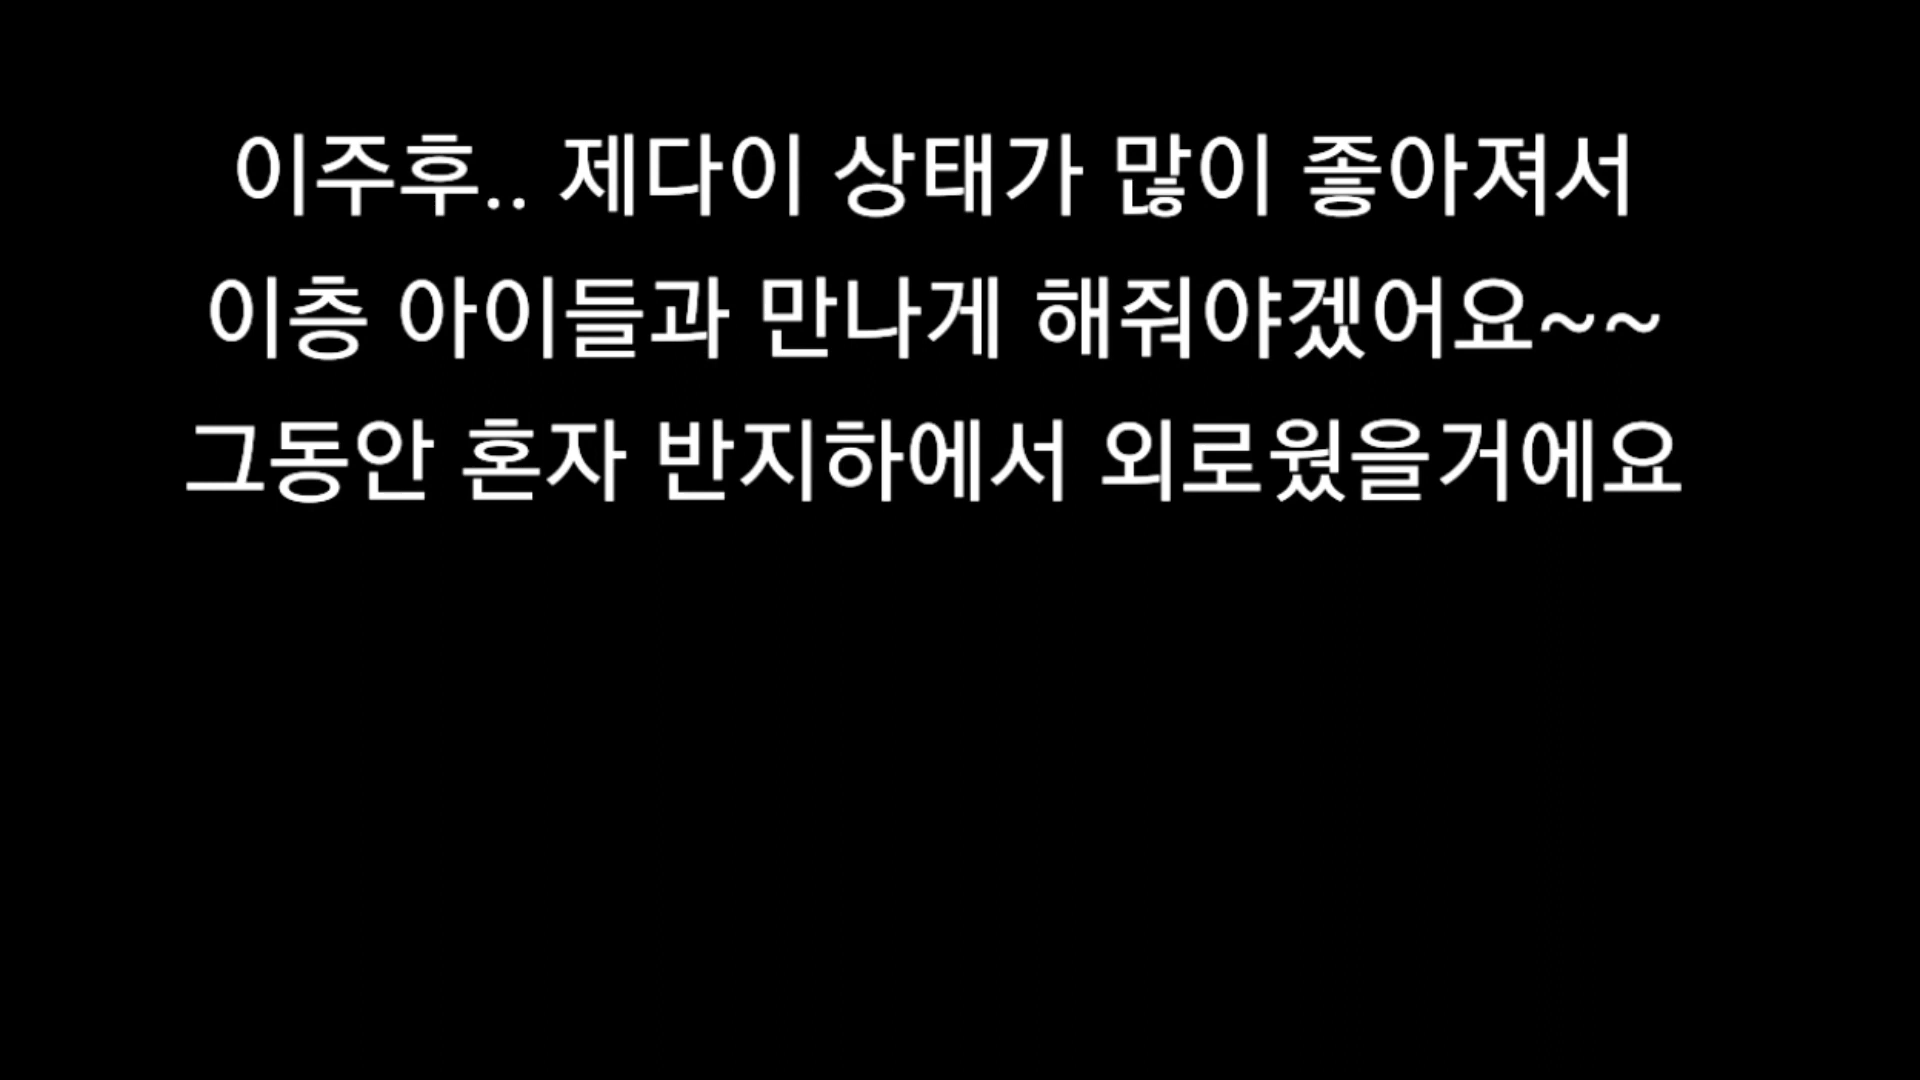 이주후.. 제다이 상태가 많이 좋아져서
이층 아이들과 만나게 해줘야겠어요~~
그동안 혼자 반지하에서 외로웠을거에요